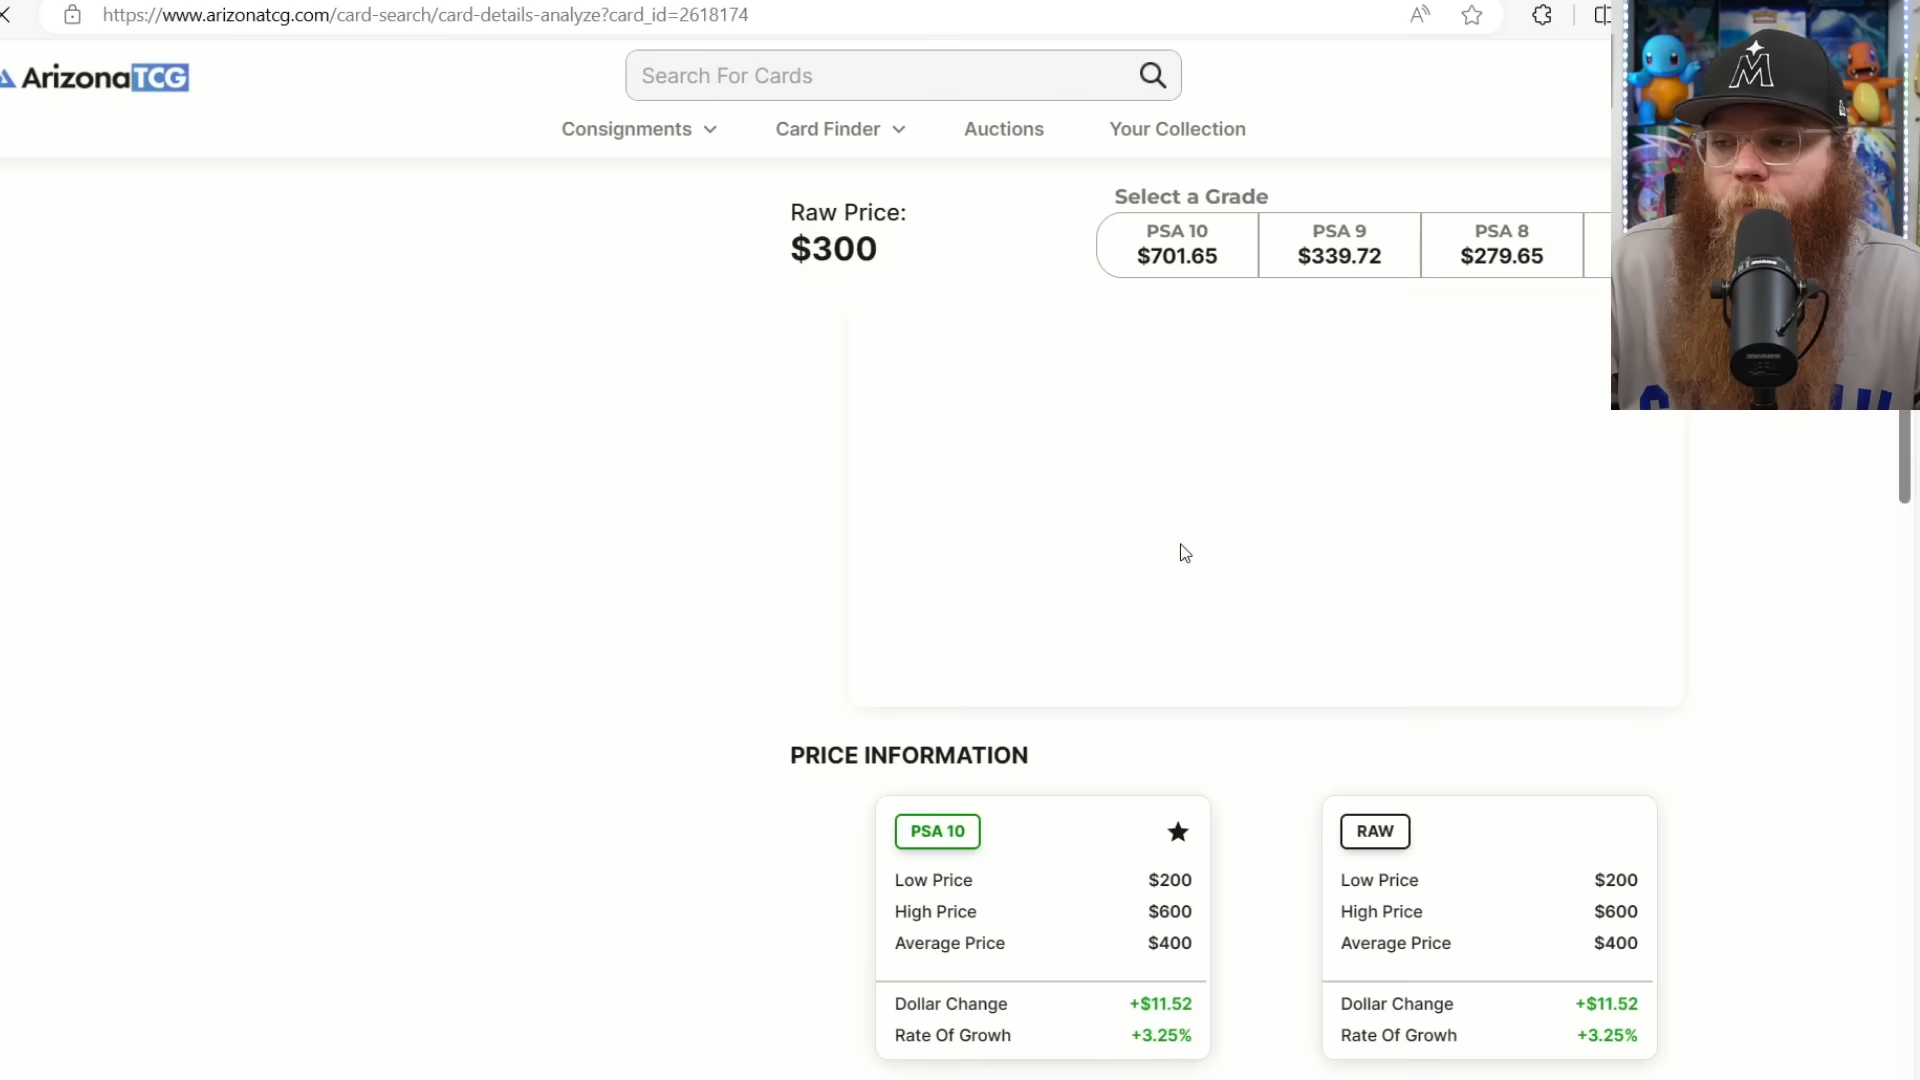 https://www.arizonatcg.com/card-search/card-details-analyze?card_id=2618174
ArizonaTCG
Search For Cards
Consignments
Card Finder
Auctions
Your Collection
Raw Price:
$300
Select a Grade
PSA 10
$701.65
PSA 9
$339.72
PSA 8
$279.65
PRICE INFORMATION
PSA 10
Low Price $200
High Price $600
Average Price $400
Dollar Change +$11.52
Rate Of Growh +3.25%
RAW
Low Price $200
High Price $600
Average Price $400
Dollar Change +$11.52
Rate Of Growh +3.25%
M